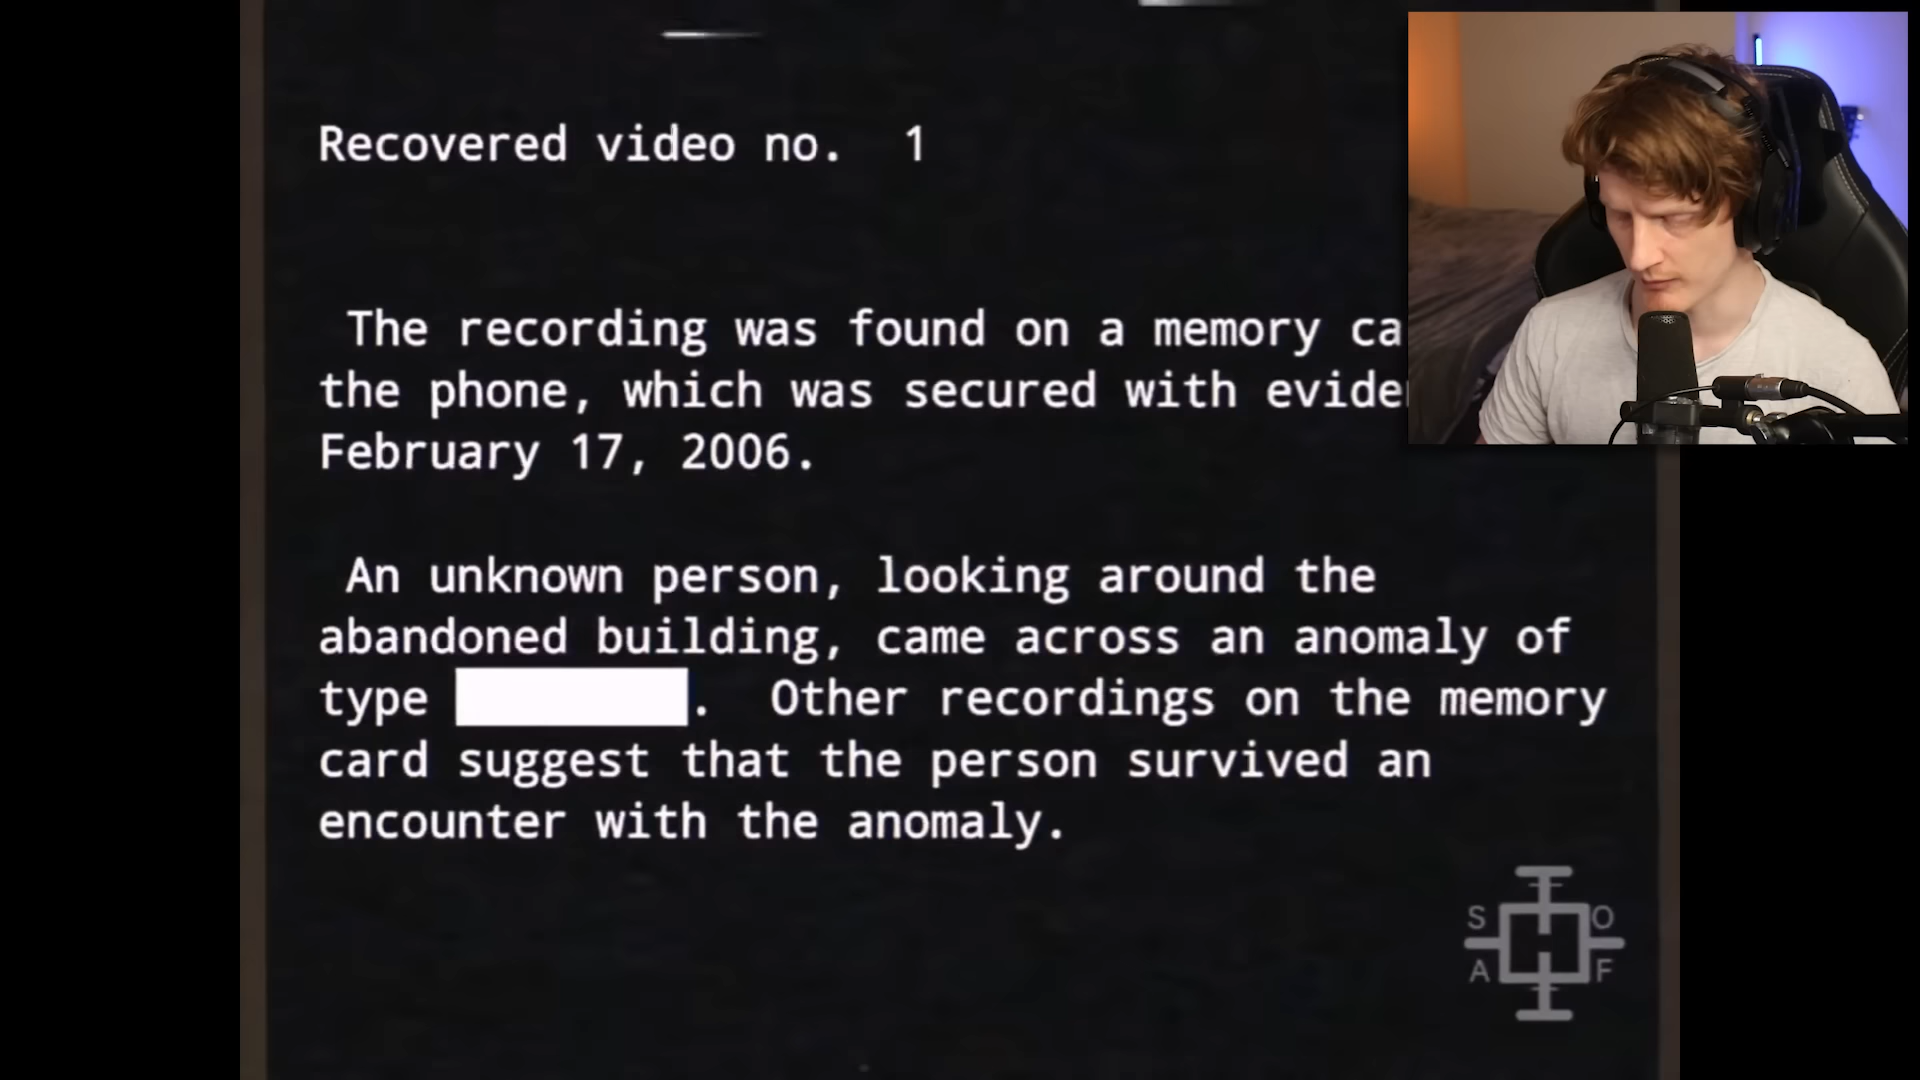 Recovered video no. 1
The recording was found on a memory
the phone, which was secured with
February 17, 2006.
An unknown person, looking around the
abandoned building, came across an anomaly of
type . Other recordings on the memory
card suggest that the person survived an
encounter with the anomaly.
S O
A F